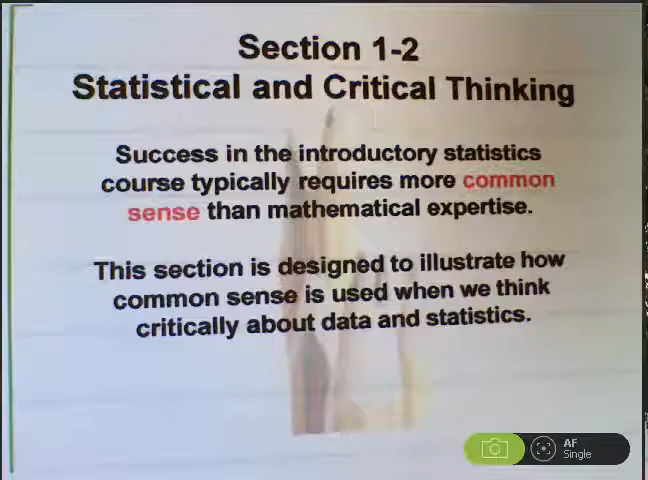 Section 1-2
Statistical and Critical Thinking
Success in the introductory statistics
course typically requires more common
sense than mathematical expertise.
This section is designed to illustrate how
common sense is used when we think
critically about data and statistics.
AF
Single